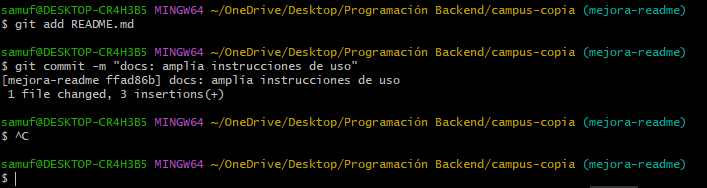 samuf@DESKTOP-CR4H3B5 MINGW64 ~/OneDrive/Desktop/Programación Backend/campus-copia (mejora-readme)
$ git add README.md
samuf@DESKTOP-CR4H3B5 MINGW64 ~/OneDrive/Desktop/Programación Backend/campus-copia (mejora-readme)
$ git commit -m "docs: amplía instrucciones de uso"
[mejora-readme ffad86b] docs: amplía instrucciones de uso
1 file changed, 3 insertions(+)
samuf@DESKTOP-CR4H3B5 MINGW64 ~/OneDrive/Desktop/Programación Backend/campus-copia (mejora-readme)
$ ^C
samuf@DESKTOP-CR4H3B5 MINGW64 ~/OneDrive/Desktop/Programación Backend/campus-copia (mejora-readme)
$